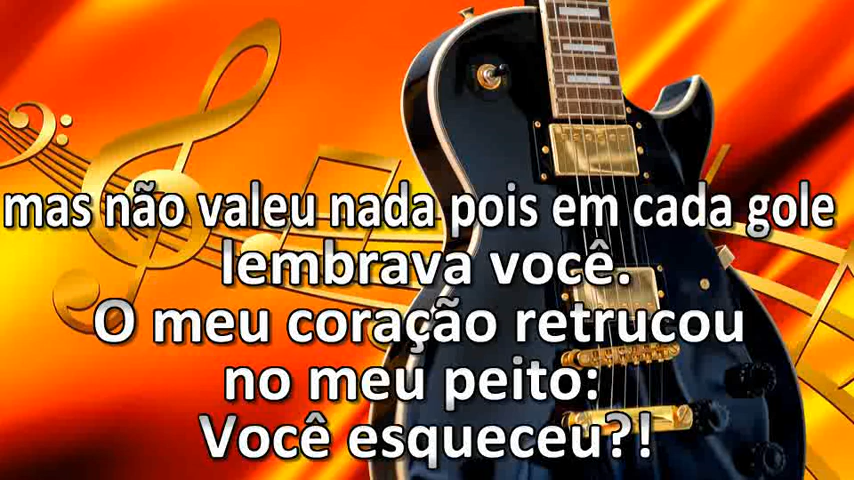 mas não valeu nada pois em cada gole
lembrava você.
O meu coração retrucou
no meu peito:
Você esqueceu?!